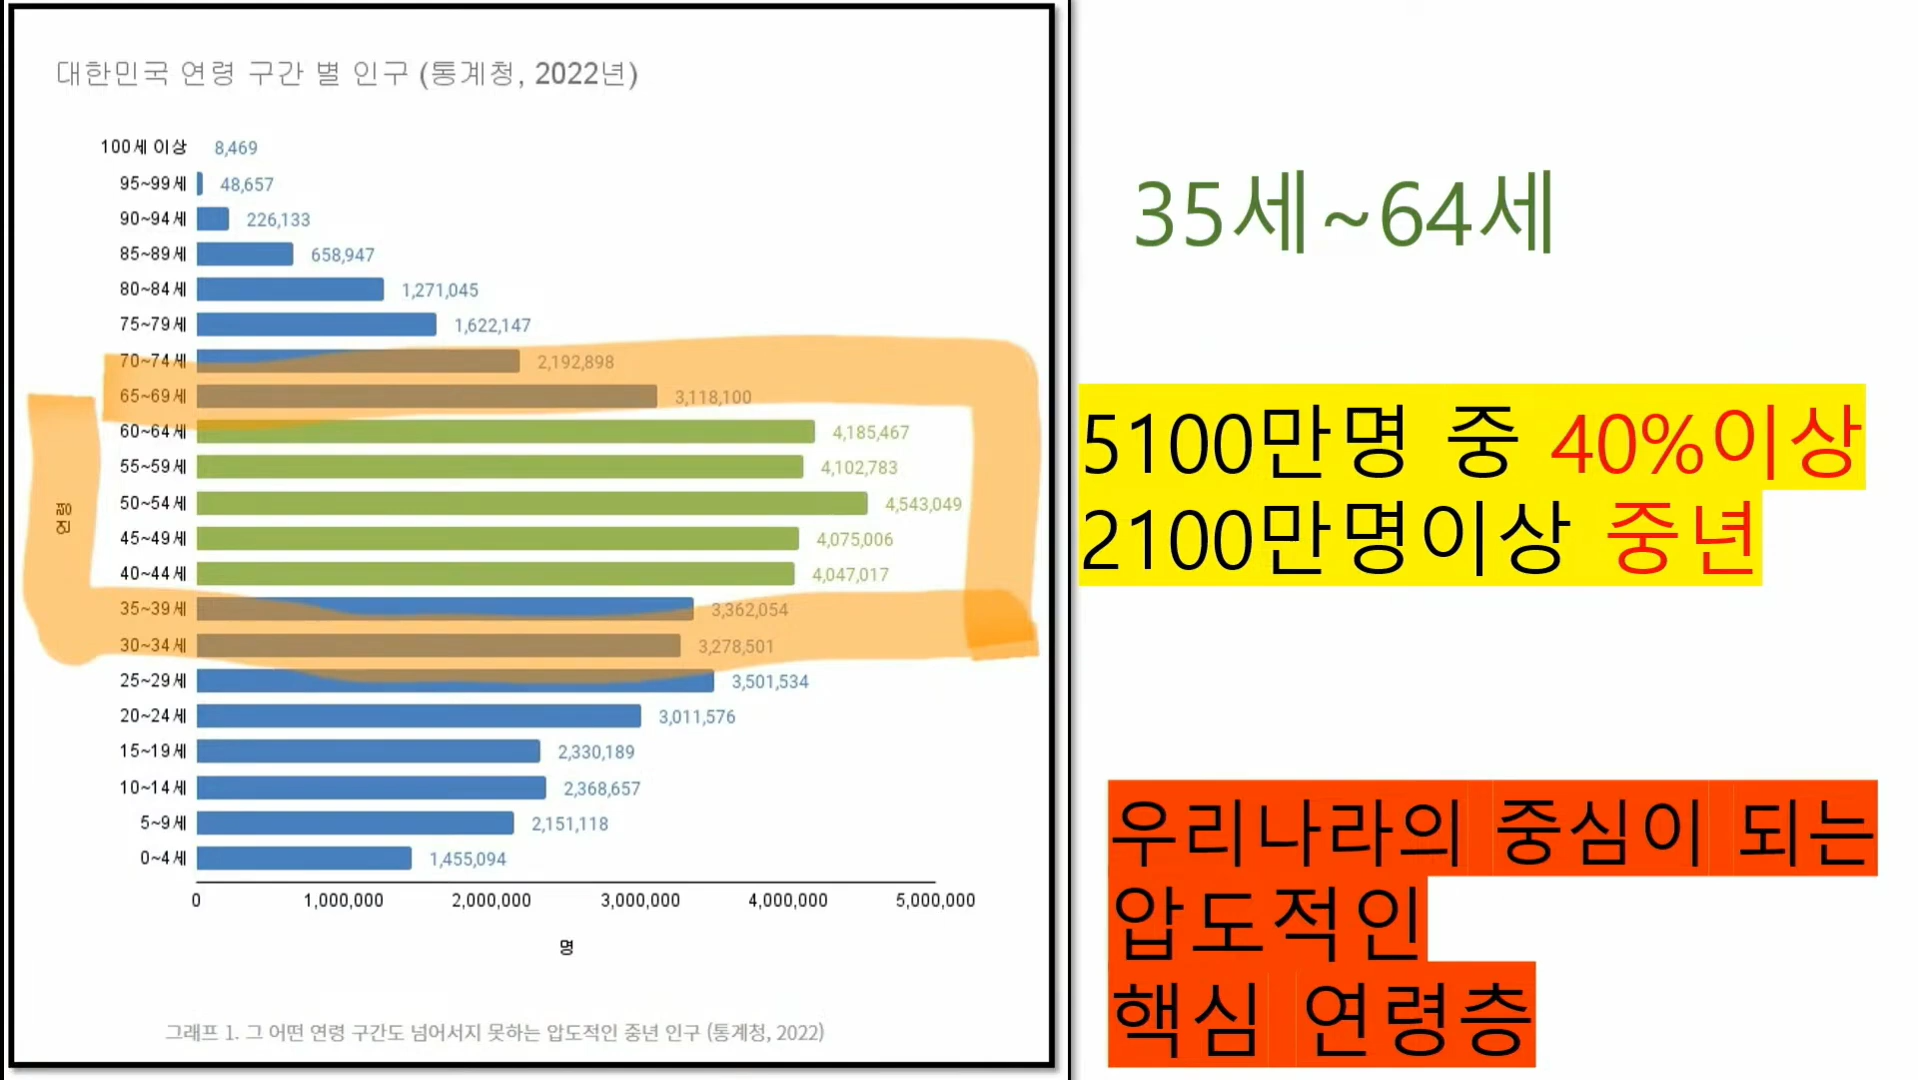 대한민국 연령 구간 별 인구 (통계청, 2022년)
100세 이상 8,469
95~99세 48,657
90~94세 226,133
85~89세 658,947
80~84세 1,271,045
75~79세 1,622,147
70~74세 2,192,898
65~69세 3,118,100
60~64세 4,185,467
55~59세 4,102,783
50~54세 4,543,049
45~49세 4,075,006
40~44세 4,047,017
35~39세 3,362,054
30~34세 3,278,501
25~29세 3,501,534
20~24세 3,011,576
15~19세 2,330,189
10~14세 2,368,657
5~9세 2,151,118
0~4세 1,455,094
연령
0 1,000,000 2,000,000 3,000,000 4,000,000 5,000,000
명
그래프 1. 그 어떤 연령 구간도 넘어서지 못하는 압도적인 중년 인구 (통계청, 2022)
35세~64세
5100만명 중 40%이상
2100만명이상 중년
우리나라의 중심이 되는
압도적인
핵심 연령층